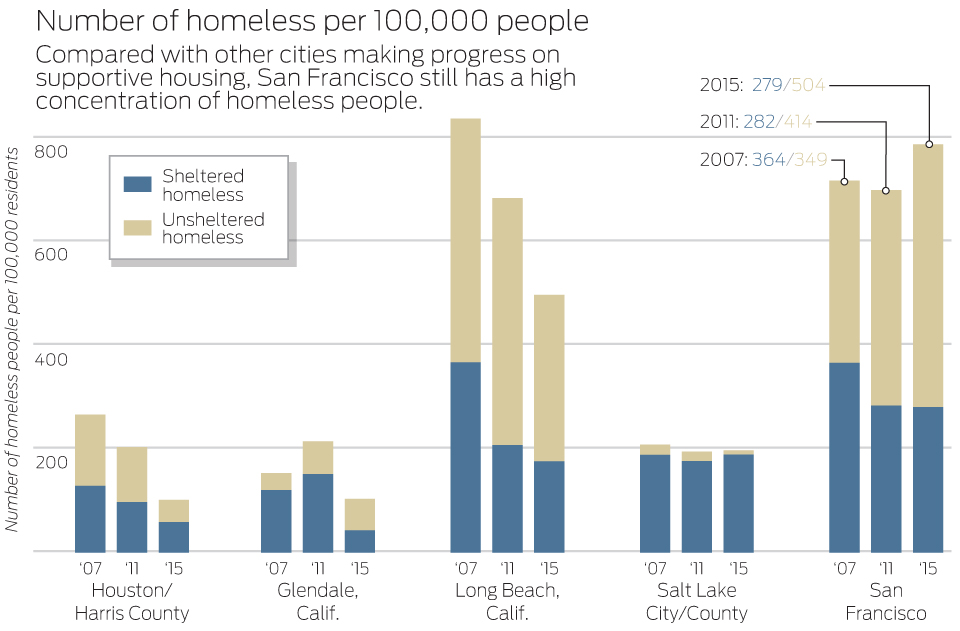 Number of homeless per 100,000 people
Compared with other cities making progress on
supportive housing, San Francisco still has a high
concentration of homeless people.
2015: 279/504
2011: 282/414
2007: 364/349
Sheltered
homeless
Unsheltered
homeless
Number of homeless people per 100,000 residents
800
600
400
200
‘07 ‘11 ‘15
Houston/
Harris County
‘07 ‘11 ‘15
Glendale,
Calif.
‘07 ‘11 ‘15
Long Beach,
Calif.
‘07 ‘11 ‘15
Salt Lake
City/County
‘07 ‘11 ‘15
San
Francisco